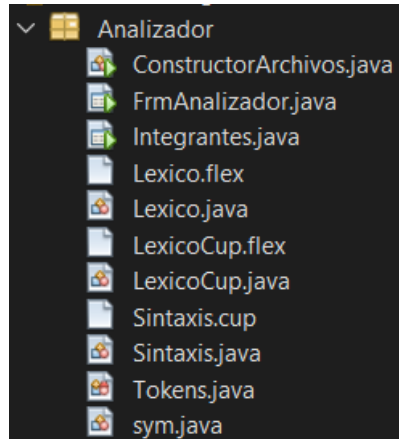 Analizador
ConstructorArchivos.java
FrmAnalizador.java
Integrantes.java
Lexico.flex
Lexico.java
LexicoCup.flex
LexicoCup.java
Sintaxis.cup
Sintaxis.java
Tokens.java
sym.java